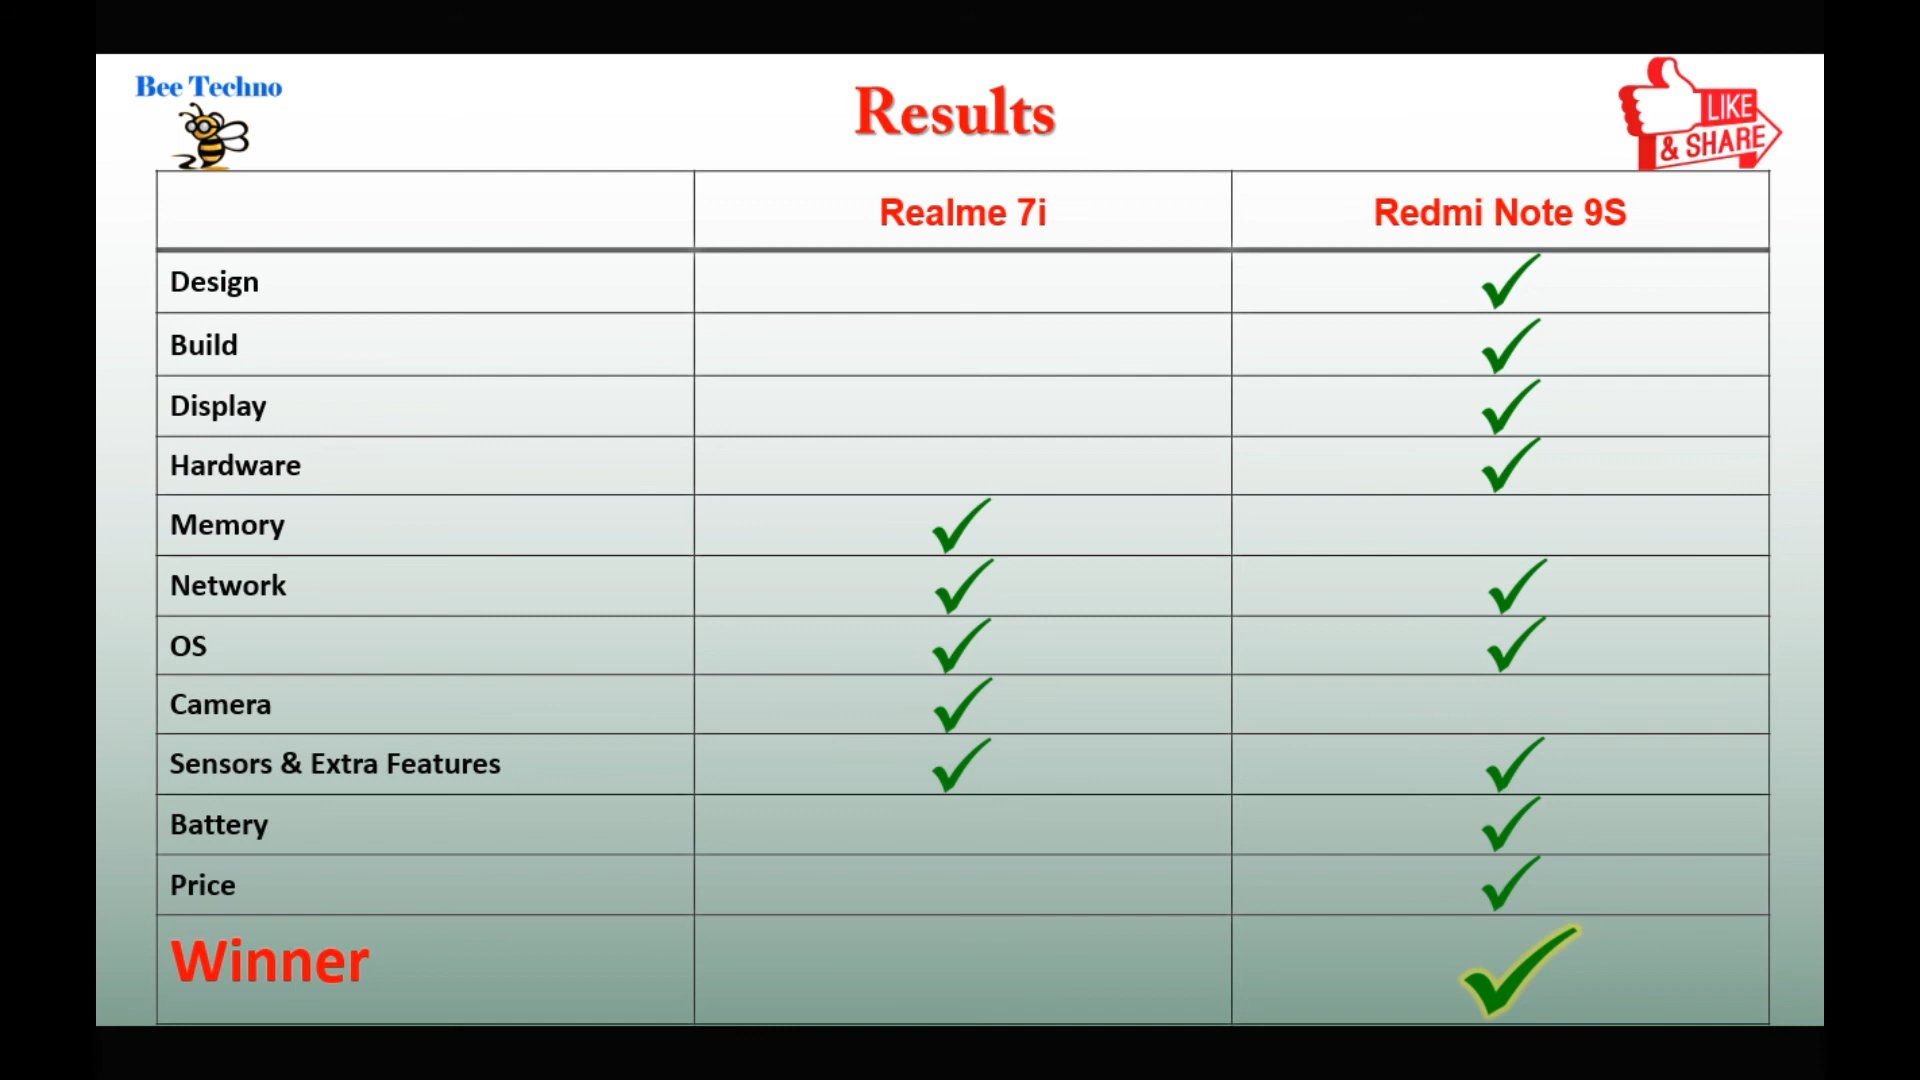 Bee Techno
Results
LIKE
& SHARE
Realme 7i
Redmi Note 9S
Design
Build
Display
Hardware
Memory
Network
OS
Camera
Sensors & Extra Features
Battery
Price
Winner